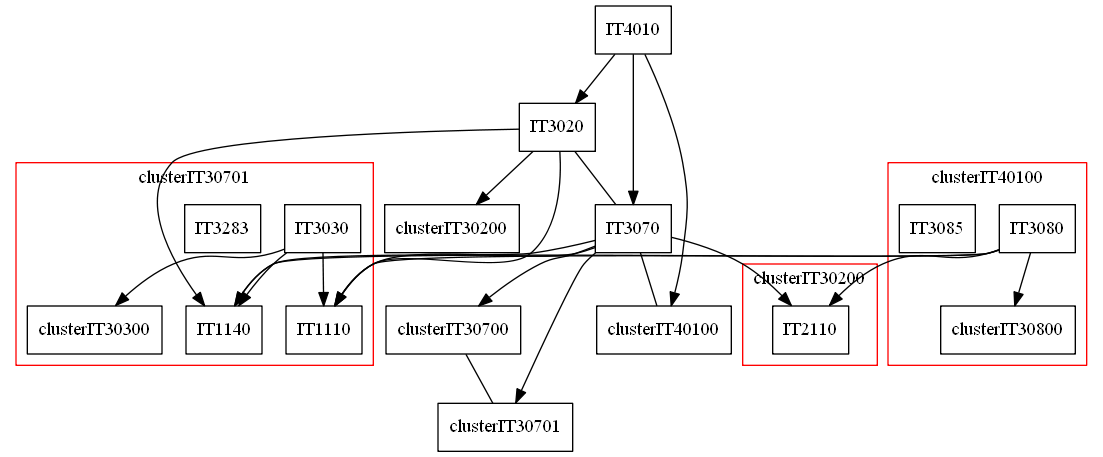 IT4010
IT3020
clusterIT30701
clusterIT40100
IT3283
IT3030
clusterIT30200
IT3070
IT3085
IT3080
clusterIT30200
clusterIT30300
IT1140
IT1110
clusterIT30700
clusterIT40100
IT2110
clusterIT30800
clusterIT30701